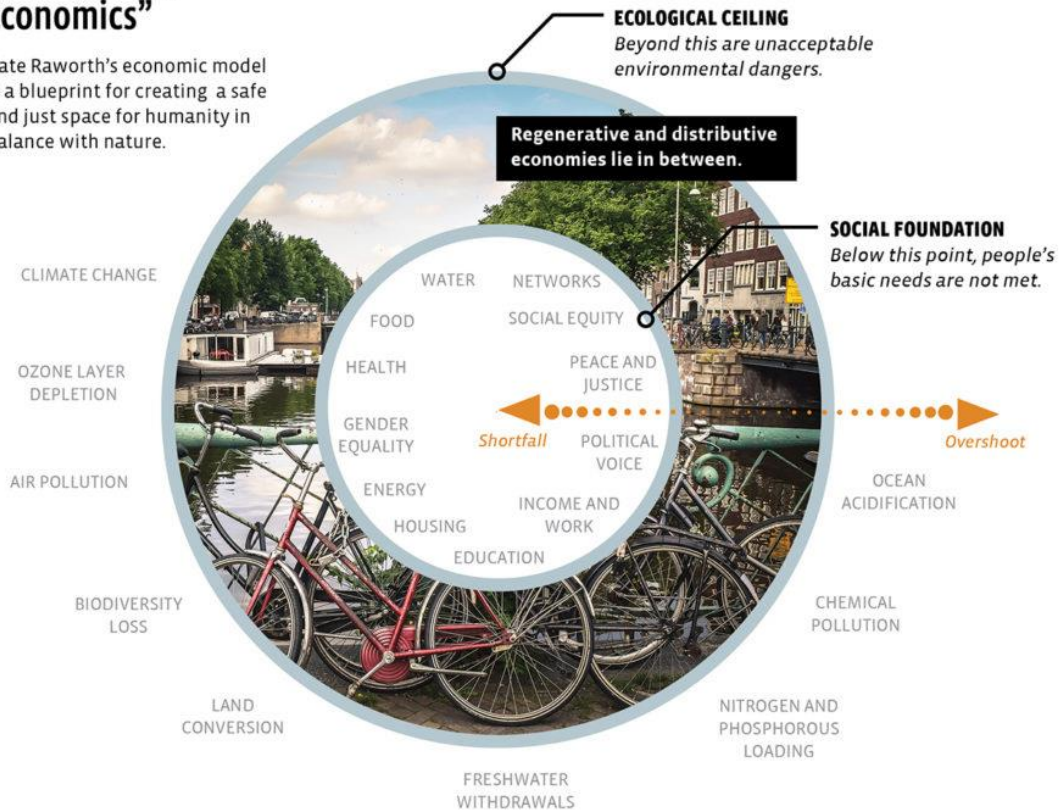 conomics”
ate Raworth’s economic model
a blueprint for creating a safe
nd just space for humanity in
alance with nature.
ECOLOGICAL CEILING
Beyond this are unacceptable
environmental dangers.
Regenerative and distributive
economies lie in between.
SOCIAL FOUNDATION
Below this point, people’s
basic needs are not met.
CLIMATE CHANGE
OZONE LAYER
DEPLETION
AIR POLLUTION
BIODIVERSITY
LOSS
LAND
CONVERSION
FRESHWATER
WITHDRAWALS
NITROGEN AND
PHOSPHOROUS
LOADING
CHEMICAL
POLLUTION
OCEAN
ACIDIFICATION
WATER
NETWORKS
FOOD
SOCIAL EQUITY
HEALTH
PEACE AND
JUSTICE
GENDER
EQUALITY
Shortfall
POLITICAL
VOICE
Overshoot
ENERGY
INCOME AND
WORK
HOUSING
EDUCATION